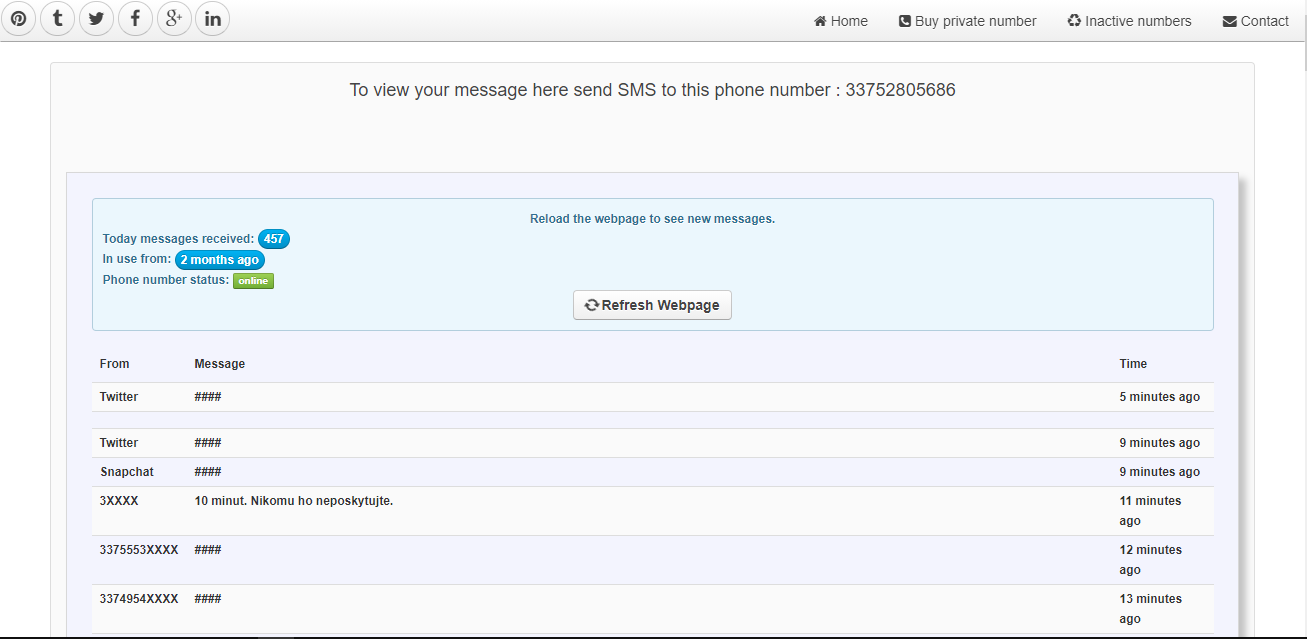 Home Buy private number Inactive numbers Contact
To view your message here send SMS to this phone number : 33752805686
Reload the webpage to see new messages.
Today messages received: 457
In use from: 2 months ago
Phone number status: online
Refresh Webpage
From Message Time
Twitter #### 5 minutes ago
Twitter #### 9 minutes ago
Snapchat #### 9 minutes ago
3XXXX 10 minut. Nikomu ho neposkytujte. 11 minutes
ago
3375553XXXX #### 12 minutes
ago
3374954XXXX #### 13 minutes
ago